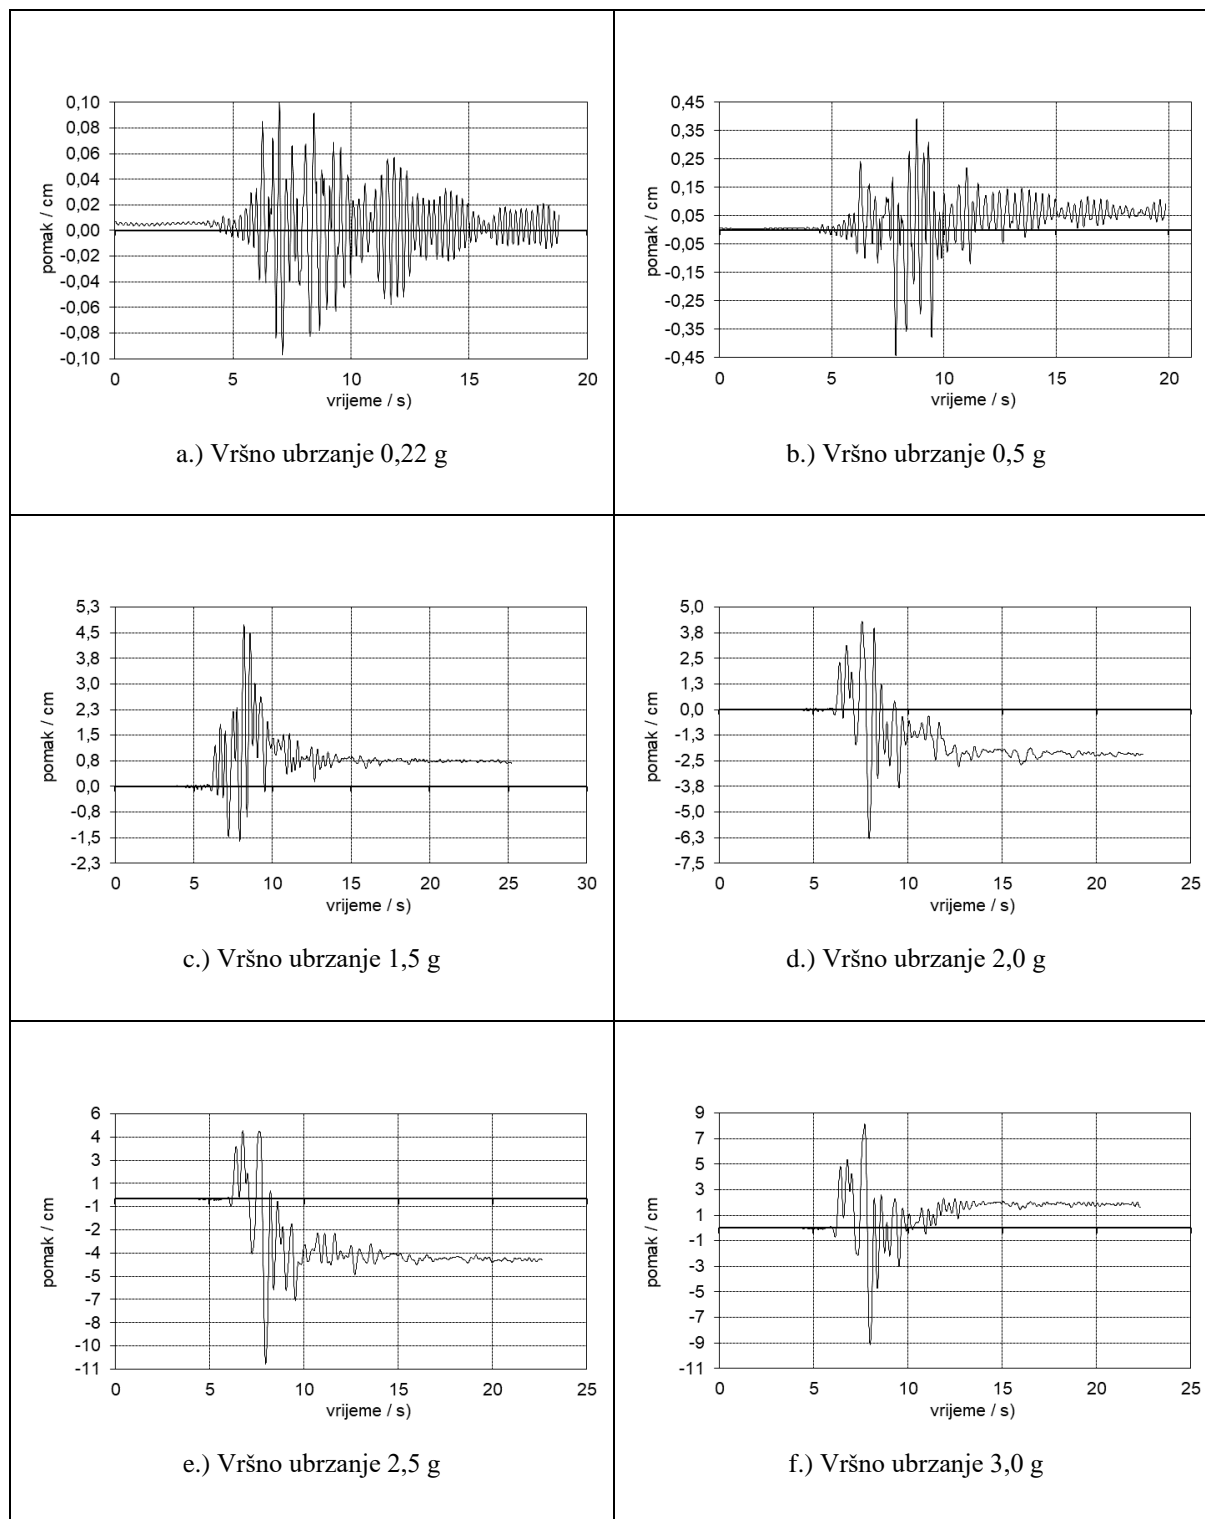 0,10
0,08
0,06
0,04
0,02
0,00
-0,02
-0,04
-0,06
-0,08
-0,10
pomak / cm
0 5 10 15 20
vrijeme / s)
a.) Vršno ubrzanje 0,22 g
0,45
0,35
0,25
0,15
0,05
-0,05
-0,15
-0,25
-0,35
-0,45
pomak / cm
0 5 10 15 20
vrijeme / s)
b.) Vršno ubrzanje 0,5 g
5,3
4,5
3,8
3,0
2,3
1,5
0,8
0,0
-0,8
-1,5
-2,3
pomak / cm
0 5 10 15 20 25 30
vrijeme / s)
c.) Vršno ubrzanje 1,5 g
5,0
3,8
2,5
1,3
0,0
-1,3
-2,5
-3,8
-5,0
-6,3
-7,5
pomak / cm
0 5 10 15 20 25
vrijeme / s)
d.) Vršno ubrzanje 2,0 g
6
4
3
1
-1
-2
-4
-5
-7
-8
-10
-11
pomak / cm
0 5 10 15 20 25
vrijeme / s)
e.) Vršno ubrzanje 2,5 g
9
7
5
3
1
-1
-3
-5
-7
-9
-11
pomak / cm
0 5 10 15 20 25
vrijeme / s)
f.) Vršno ubrzanje 3,0 g